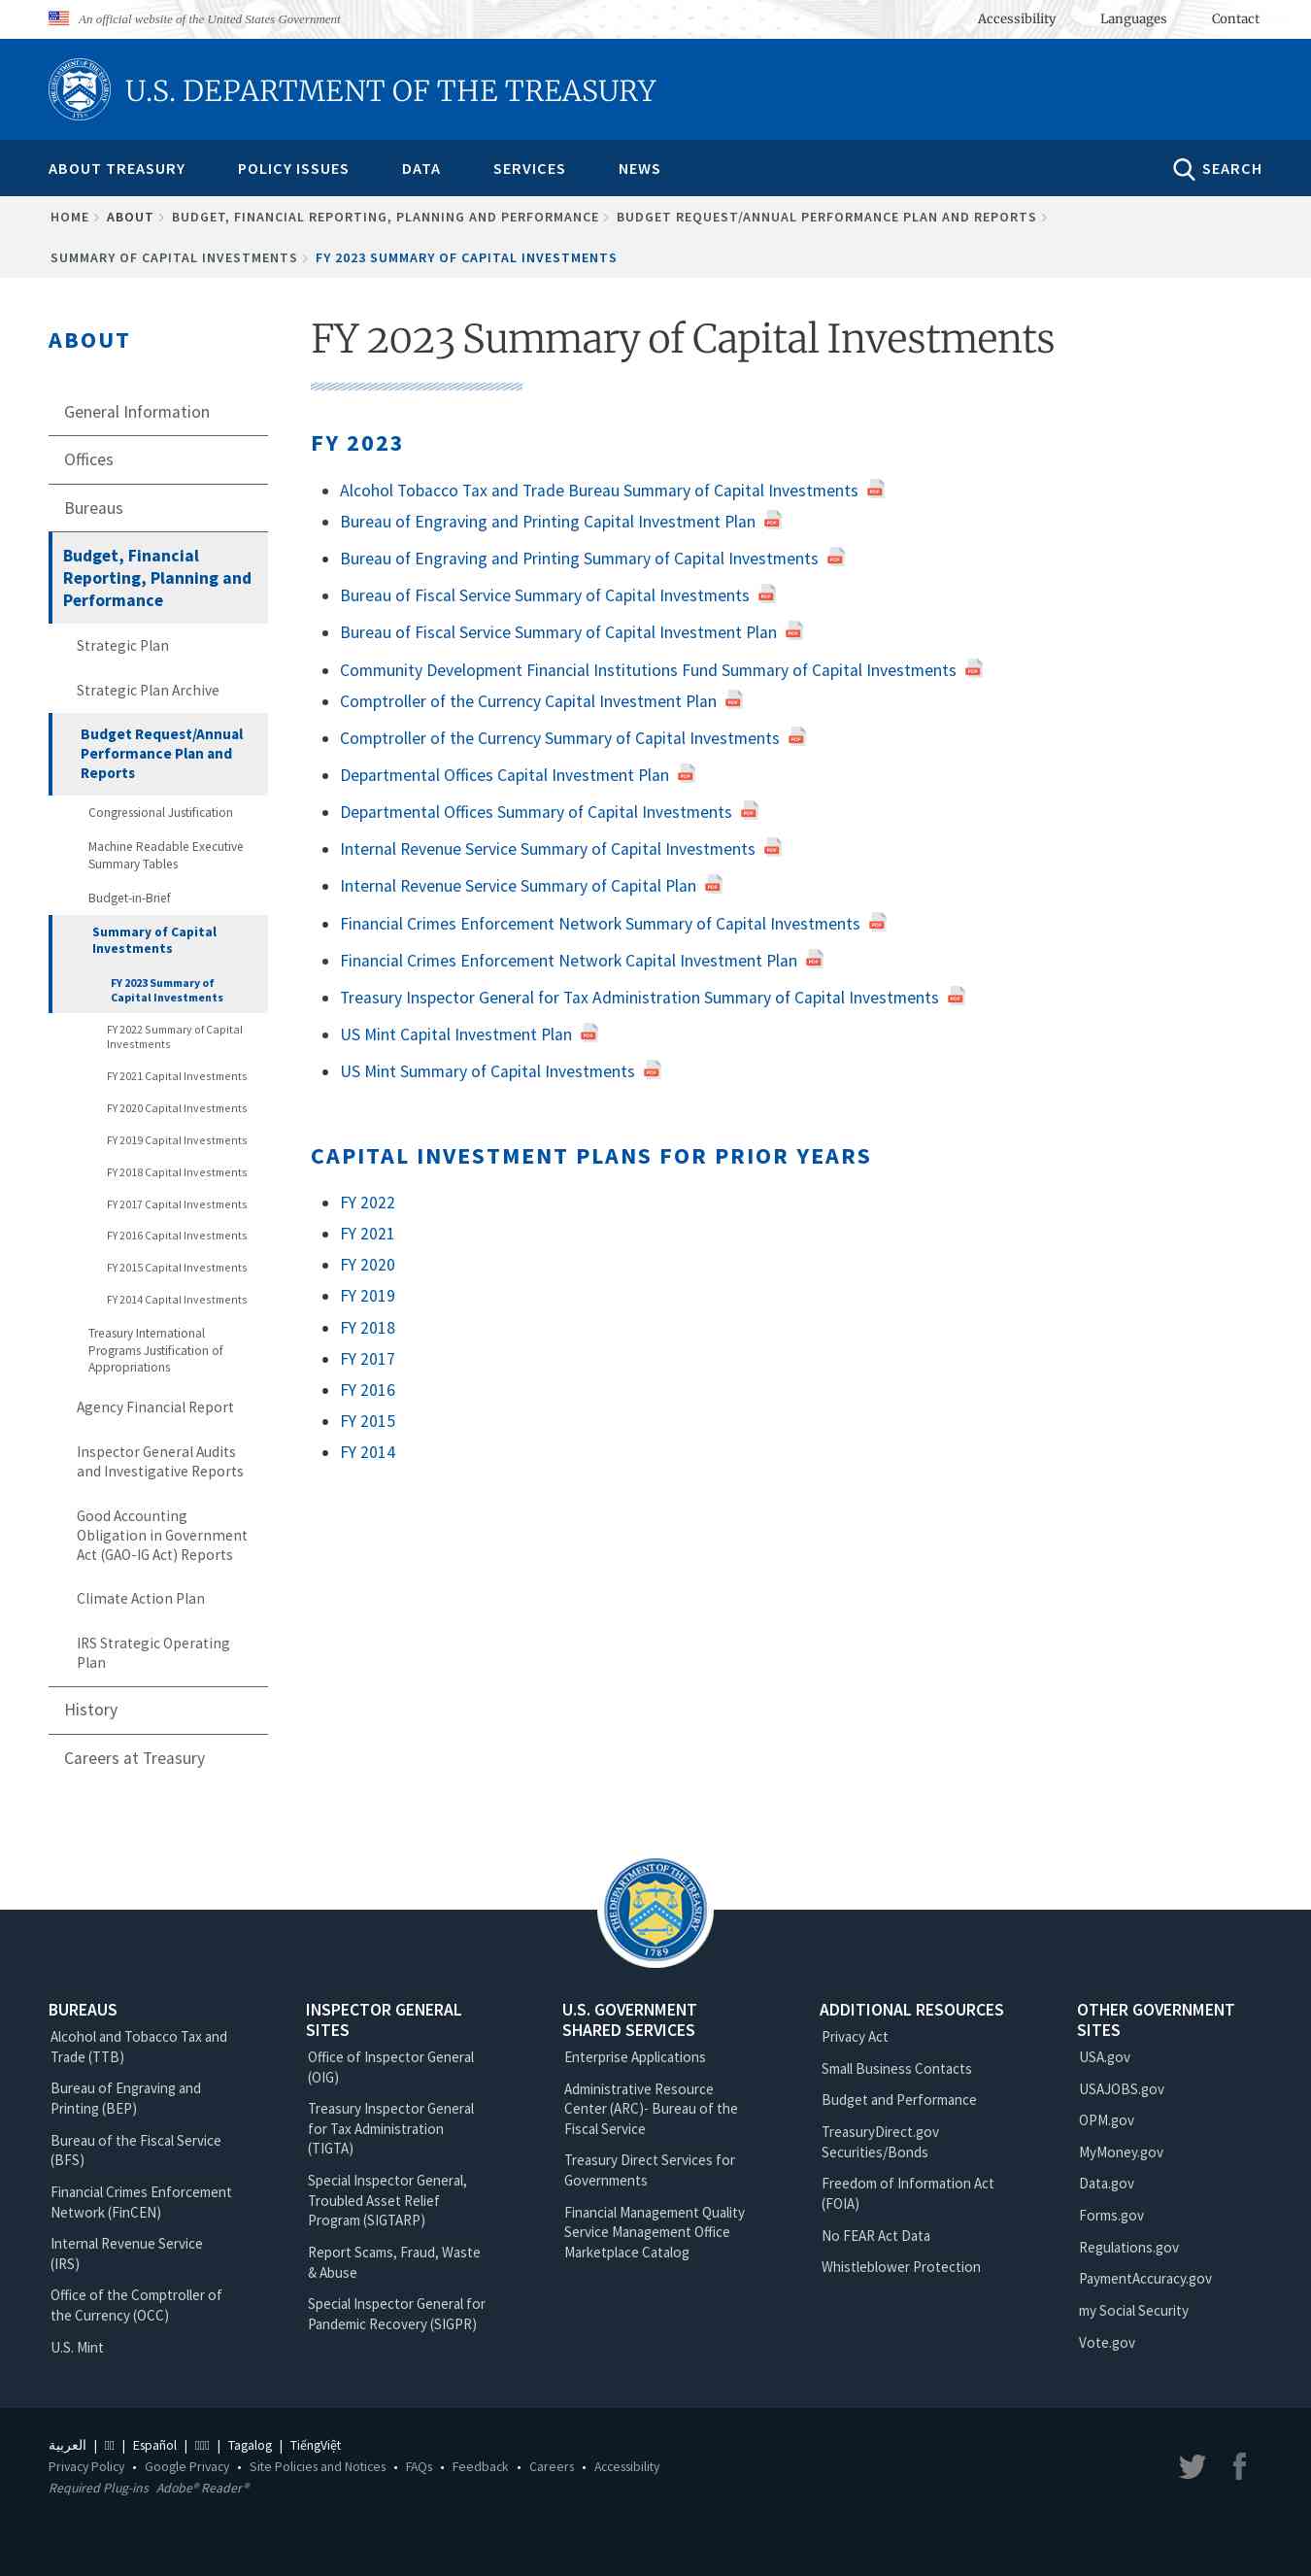 An official website of the United States Government
Accessibility Languages Contact
U.S. DEPARTMENT OF THE TREASURY
ABOUT TREASURY POLICY ISSUES DATA SERVICES NEWS SEARCH
HOME ABOUT BUDGET, FINANCIAL REPORTING, PLANNING AND PERFORMANCE BUDGET REQUEST/ANNUAL PERFORMANCE PLAN AND REPORTS
SUMMARY OF CAPITAL INVESTMENTS FY 2023 SUMMARY OF CAPITAL INVESTMENTS
ABOUT
General Information
Offices
Bureaus
Budget, Financial
Reporting, Planning and
Performance
Strategic Plan
Strategic Plan Archive
Budget Request/Annual
Performance Plan and
Reports
Congressional Justification
Machine Readable Executive
Summary Tables
Budget-in-Brief
Summary of Capital
Investments
FY 2023 Summary of
Capital Investments
FY 2022 Summary of Capital
Investments
FY 2021 Capital Investments
FY 2020 Capital Investments
FY 2019 Capital Investments
FY 2018 Capital Investments
FY 2017 Capital Investments
FY 2016 Capital Investments
FY 2015 Capital Investments
FY 2014 Capital Investments
Treasury International
Programs Justification of
Appropriations
Agency Financial Report
Inspector General Audits
and Investigative Reports
Good Accounting
Obligation in Government
Act (GAO-IG Act) Reports
Climate Action Plan
IRS Strategic Operating
Plan
History
Careers at Treasury
FY 2023 Summary of Capital Investments
FY 2023
Alcohol Tobacco Tax and Trade Bureau Summary of Capital Investments
Bureau of Engraving and Printing Capital Investment Plan
Bureau of Engraving and Printing Summary of Capital Investments
Bureau of Fiscal Service Summary of Capital Investments
Bureau of Fiscal Service Summary of Capital Investment Plan
Community Development Financial Institutions Fund Summary of Capital Investments
Comptroller of the Currency Capital Investment Plan
Comptroller of the Currency Summary of Capital Investments
Departmental Offices Capital Investment Plan
Departmental Offices Summary of Capital Investments
Internal Revenue Service Summary of Capital Investments
Internal Revenue Service Summary of Capital Plan
Financial Crimes Enforcement Network Summary of Capital Investments
Financial Crimes Enforcement Network Capital Investment Plan
Treasury Inspector General for Tax Administration Summary of Capital Investments
US Mint Capital Investment Plan
US Mint Summary of Capital Investments
CAPITAL INVESTMENT PLANS FOR PRIOR YEARS
FY 2022
FY 2021
FY 2020
FY 2019
FY 2018
FY 2017
FY 2016
FY 2015
FY 2014
THE DEPARTMENT OF THE TREASURY
1789
BUREAUS
Alcohol and Tobacco Tax and
Trade (TTB)
Bureau of Engraving and
Printing (BEP)
Bureau of the Fiscal Service
(BFS)
Financial Crimes Enforcement
Network (FinCEN)
Internal Revenue Service
(IRS)
Office of the Comptroller of
the Currency (OCC)
U.S. Mint
INSPECTOR GENERAL
SITES
Office of Inspector General
(OIG)
Treasury Inspector General
for Tax Administration
(TIGTA)
Special Inspector General,
Troubled Asset Relief
Program (SIGTARP)
Report Scams, Fraud, Waste
& Abuse
Special Inspector General for
Pandemic Recovery (SIGPR)
U.S. GOVERNMENT
SHARED SERVICES
Enterprise Applications
Administrative Resource
Center (ARC)- Bureau of the
Fiscal Service
Treasury Direct Services for
Governments
Financial Management Quality
Service Management Office
Marketplace Catalog
ADDITIONAL RESOURCES
Privacy Act
Small Business Contacts
Budget and Performance
TreasuryDirect.gov
Securities/Bonds
Freedom of Information Act
(FOIA)
No FEAR Act Data
Whistleblower Protection
OTHER GOVERNMENT
SITES
USA.gov
USAJOBS.gov
OPM.gov
MyMoney.gov
Data.gov
Forms.gov
Regulations.gov
PaymentAccuracy.gov
my Social Security
Vote.gov
العربية | | Español | | Tagalog | TiếngViệt
Privacy Policy • Google Privacy • Site Policies and Notices • FAQs • Feedback • Careers • Accessibility
Required Plug-ins Adobe® Reader®